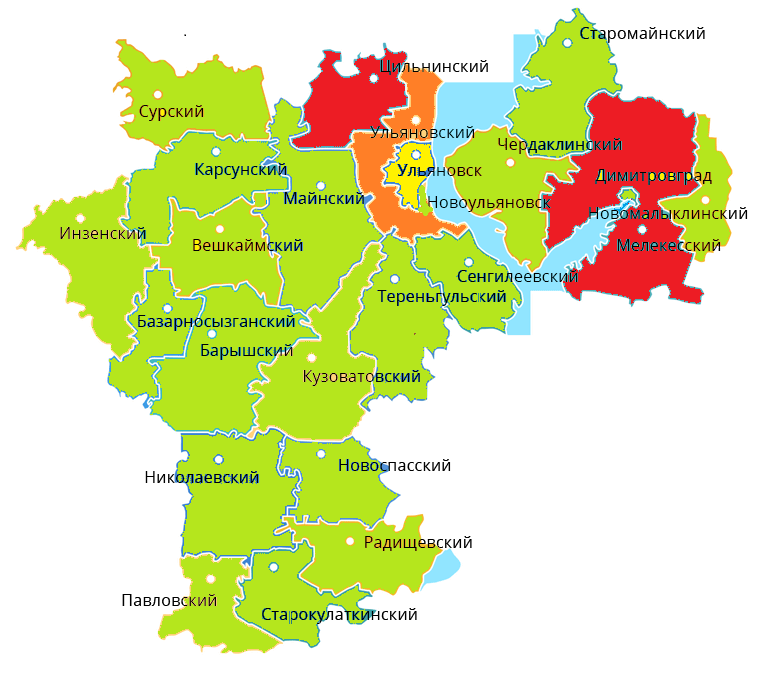 Старомайнский
Цильнинский
Сурский
Ульяновский
Чердаклинский
Карсунский
Ульяновск
Димитровград
Майнский
Новоульяновск
Новомалыклинский
Инзенский
Вешкаймский
Мелекесский
Сенгилеевский
Тереньгульский
Базарносызганский
Барышский
Кузоватовский
Новоспасский
Николаевский
Радищевский
Павловский
Старокулаткинский